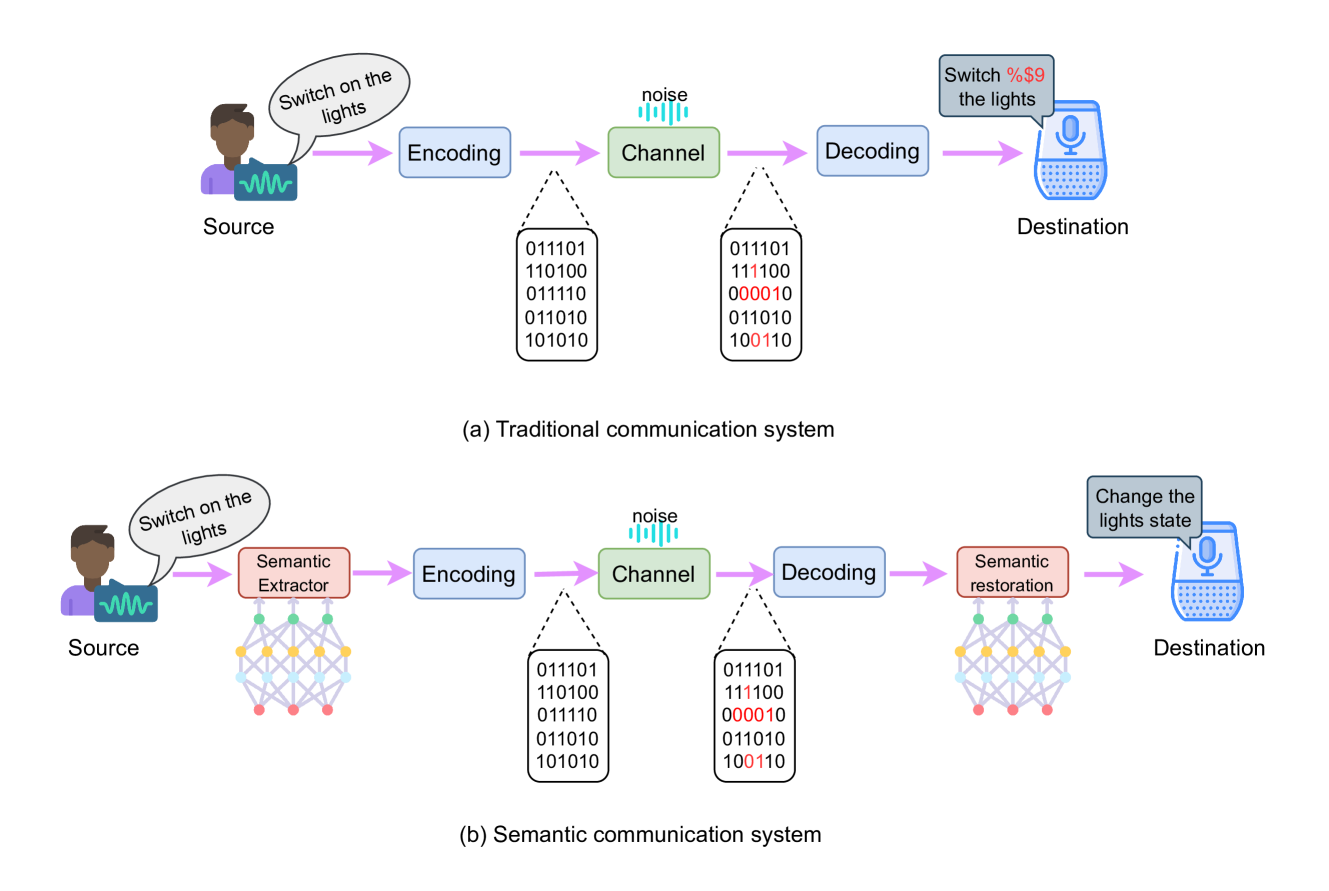 Switch on the
lights
Source
Encoding
noise
Channel
Decoding
Switch %$9
the lights
Destination
011101
110100
011110
011010
101010
011101
111100
000010
011010
100110
(a) Traditional communication system
Switch on the
lights
Source
Semantic
Extractor
Encoding
noise
Channel
Decoding
Semantic
restoration
Change the
lights state
Destination
011101
110100
011110
011010
101010
011101
111100
000010
011010
100110
(b) Semantic communication system